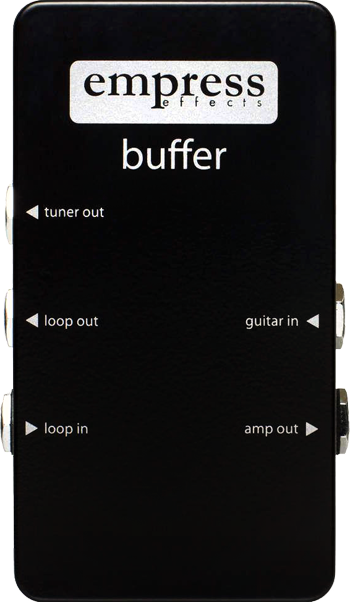 empress
effects
buffer
◀ tuner out
◀ loop out
guitar in ◀
▶ loop in
amp out ▶